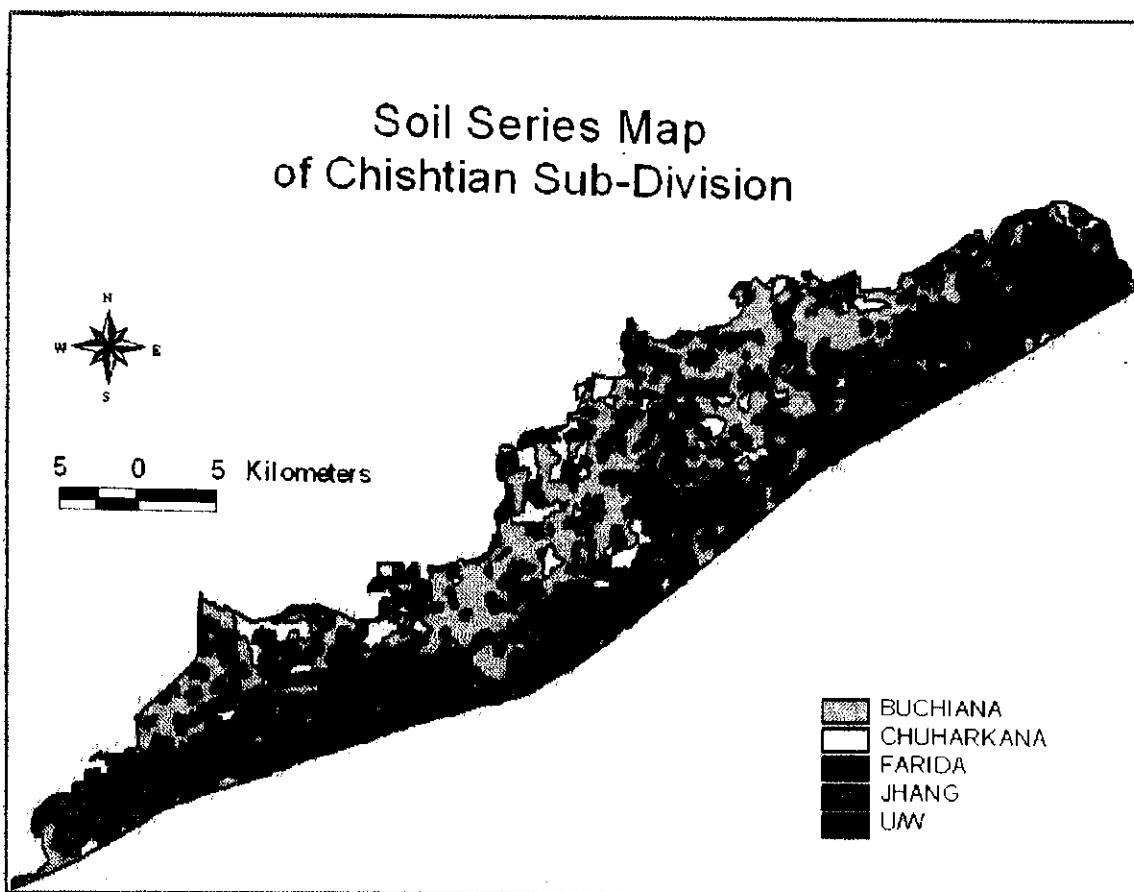 Soil Series Map
of Chishtian Sub-Division
N
W E
S
5 0 5 Kilometers
BUCHIANA
CHUHARKANA
FARIDA
JHANG
U/W